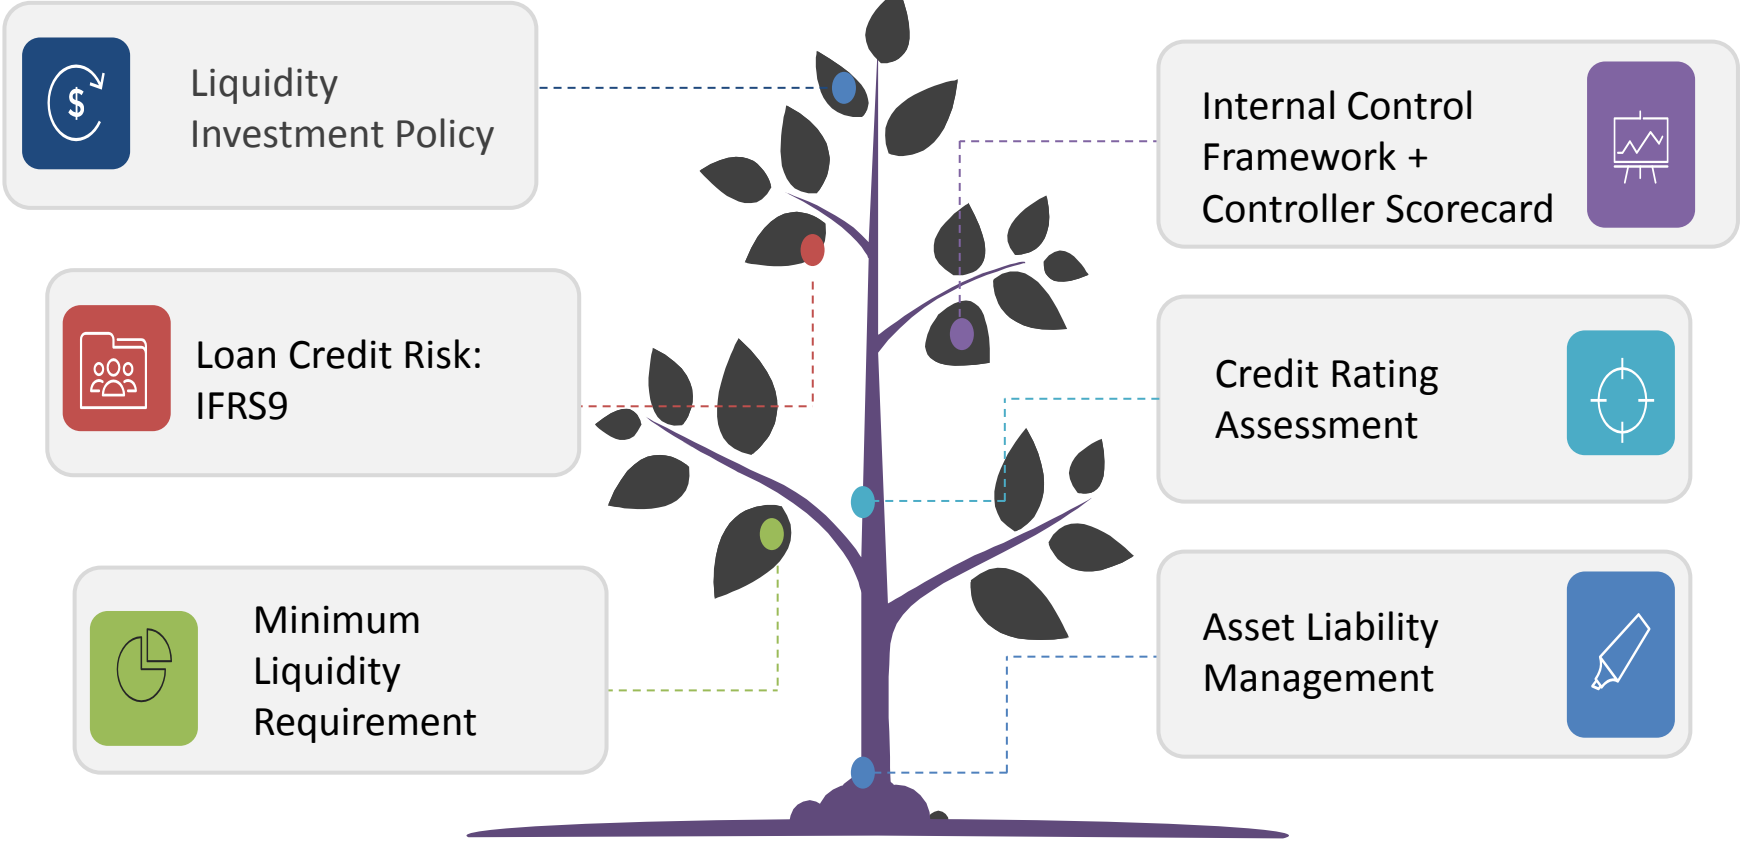 Liquidity
Investment Policy
$
Loan Credit Risk:
IFRS9
Minimum
Liquidity
Requirement
Internal Control
Framework +
Controller Scorecard
Credit Rating
Assessment
Asset Liability
Management